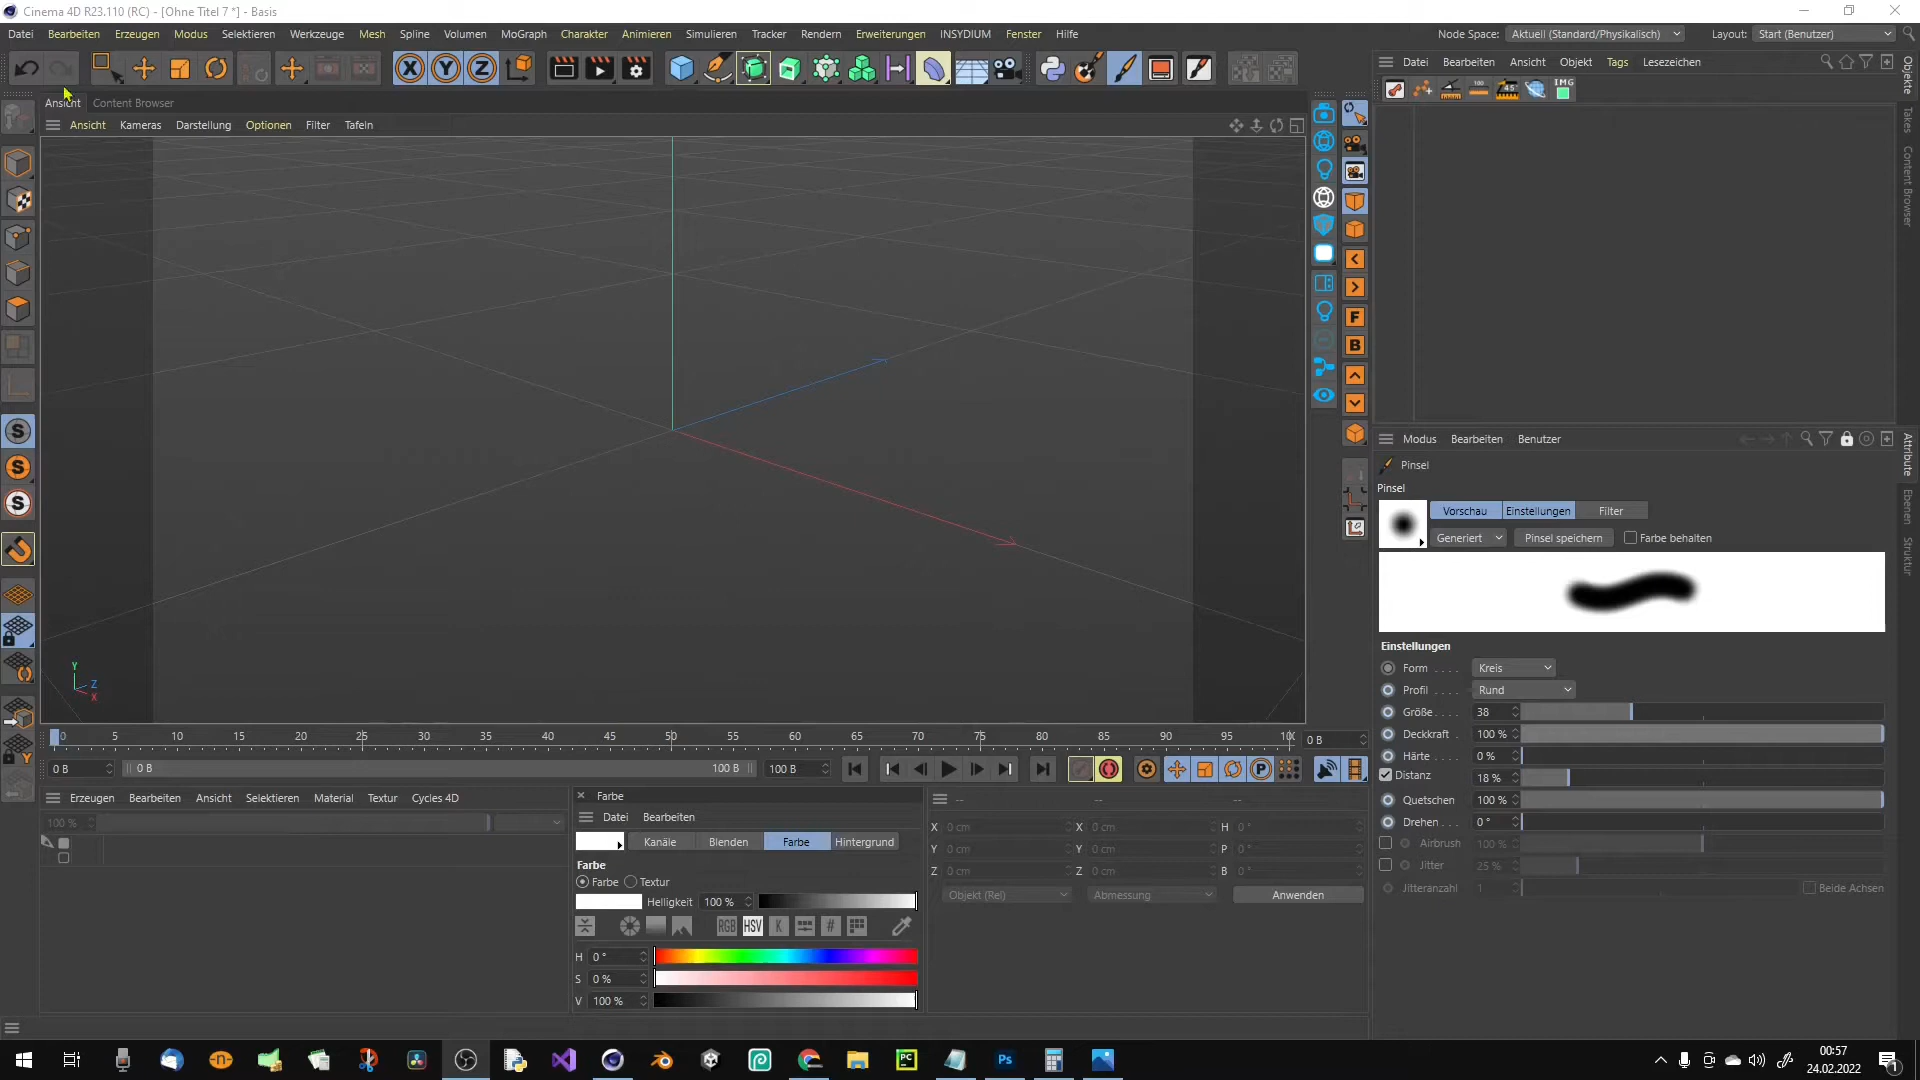 Cinema 4D R23.110 (RC) - [Ohne Titel 7 *] - Basis
Datei Bearbeiten Erzeugen Modus Selektieren Werkzeuge Mesh Spline Volumen MoGraph Charakter Animieren Simulieren Tracker Rendern Erweiterungen INSYDIUM Fenster Hilfe Node Space: Aktuell (Standard/Physikalisch) Layout: Start (Benutzer)
X Y Z
Datei Bearbeiten Ansicht Objekt Tags Lesezeichen
Ansicht Content Browser
Ansicht Kameras Darstellung Optionen Filter Tafeln
Objekte
Takes
Content Browser
IMG
F
B
S
S
S
Y
Z
X
Modus Bearbeiten Benutzer
Attribute
Ebenen
Struktur
Pinsel
Pinsel
Vorschau Einstellungen Filter
Generiert Pinsel speichern Farbe behalten
Einstellungen
Form .... Kreis
Profil .... Rund
Größe.... 38
Deckkraft . 100 %
Härte ... 0 %
Distanz 18 %
Quetschen 100 %
Drehen .. 0 °
Airbrush 100 %
Jitter 25 %
Jitteranzahl 1 Beide Achsen
0 5 10 15 20 25 30 35 40 45 50 55 60 65 70 75 80 85 90 95 100 0 B
0 B 0 B 100 B 100 B P
Erzeugen Bearbeiten Ansicht Selektieren Material Textur Cycles 4D
100 %
Farbe
Datei Bearbeiten
Kanäle Blenden Farbe Hintergrund
Farbe
Farbe Textur
Helligkeit 100 %
RGB HSV K #
H 0 °
S 0 %
V 100 %
-- -- --
X 0 cm X 0 cm H 0 °
Y 0 cm Y 0 cm P 0 °
Z 0 cm Z 0 cm B 0 °
Objekt (Rel) Abmessung Anwenden
Ps
PC
00:57
24.02.2022
1